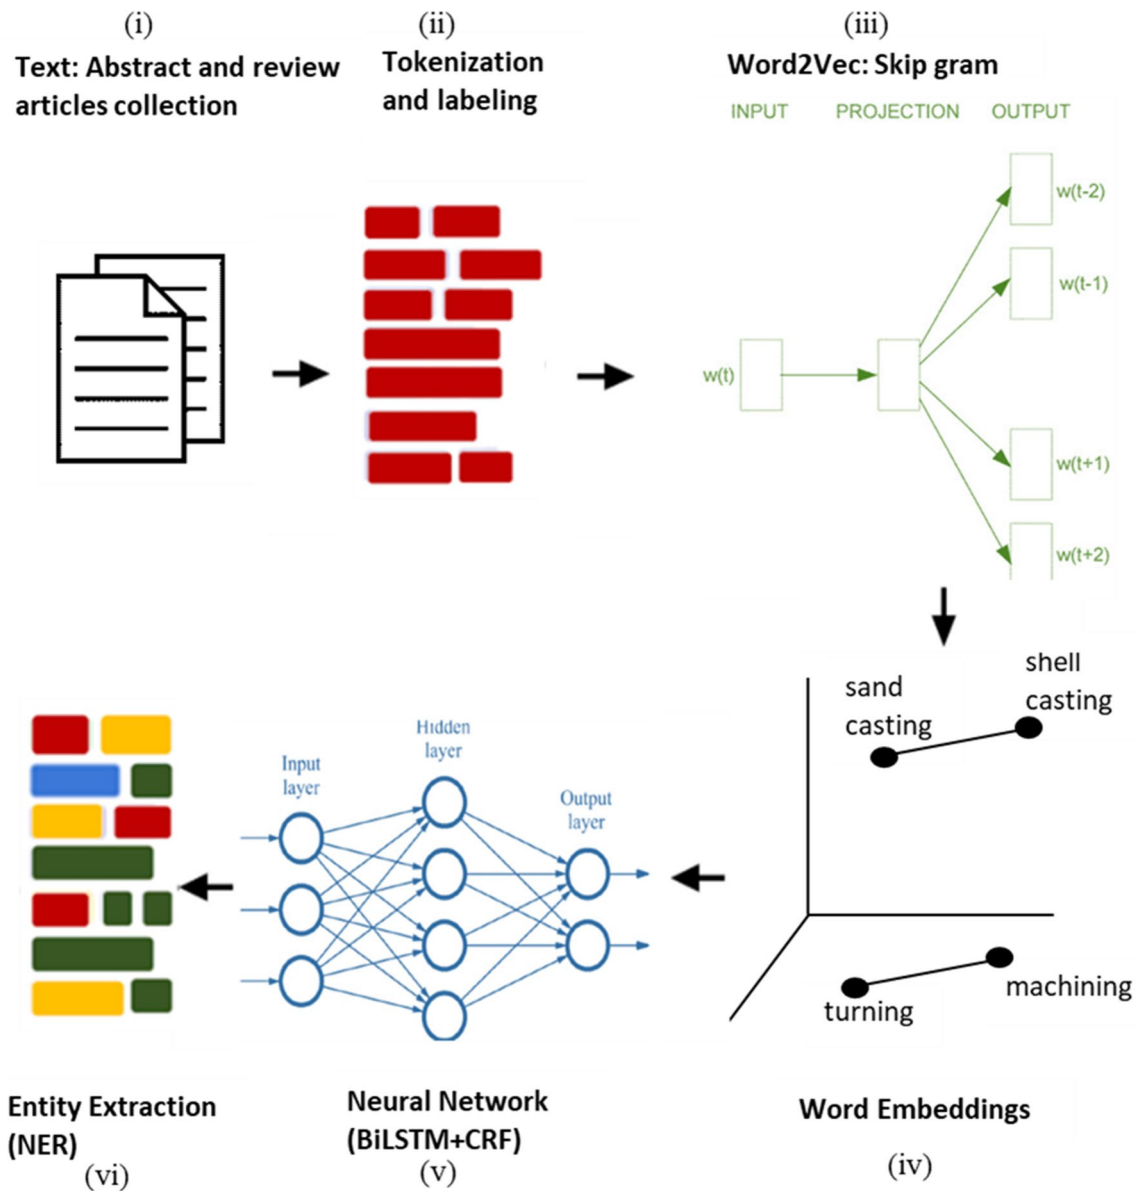 (i)
Text: Abstract and review
articles collection
(ii)
Tokenization
and labeling
(iii)
Word2Vec: Skip gram
INPUT PROJECTION OUTPUT
w(t-2)
w(t-1)
w(t)
w(t+1)
w(t+2)
sand
casting
shell
casting
turning
machining
Word Embeddings
(iv)
Input
layer
Hidden
layer
Output
layer
Neural Network
(BiLSTM+CRF)
(v)
Entity Extraction
(NER)
(vi)